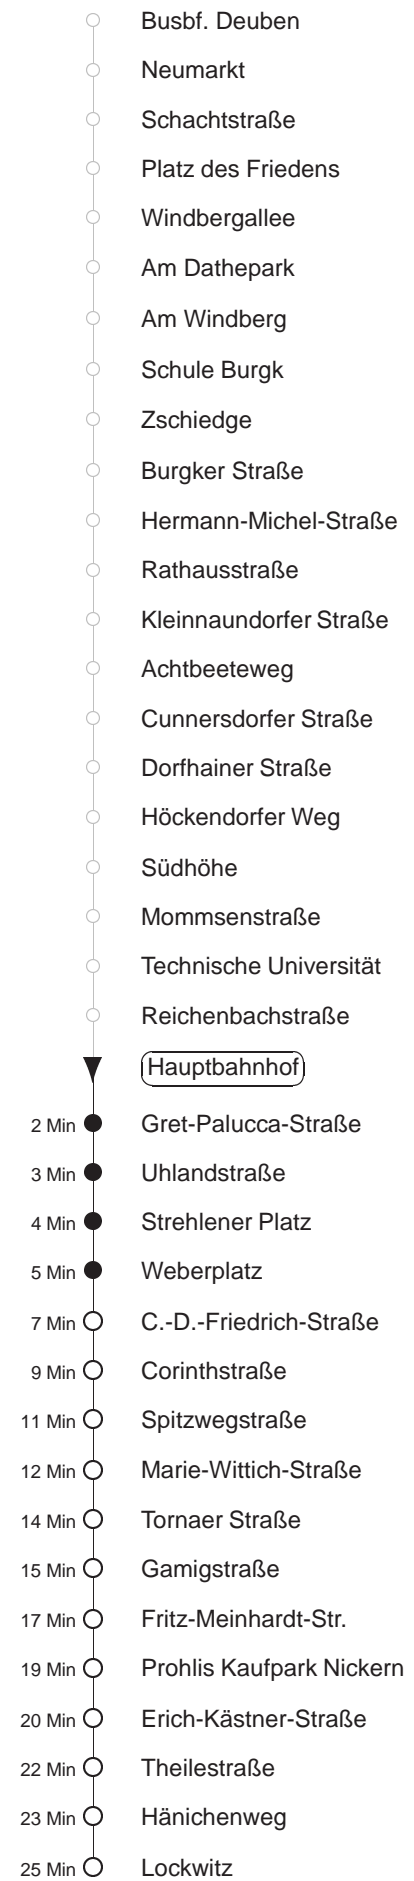 Busbf. Deuben
Neumarkt
Schachtstraße
Platz des Friedens
Windbergallee
Am Dathepark
Am Windberg
Schule Burgk
Zschiedge
Burgker Straße
Hermann-Michel-Straße
Rathausstraße
Kleinnaundorfer Straße
Achtbeeteweg
Cunnersdorfer Straße
Dorfhainer Straße
Höckendorfer Weg
Südhöhe
Mommsenstraße
Technische Universität
Reichenbachstraße
Hauptbahnhof
2 Min Gret-Palucca-Straße
3 Min Uhlandstraße
4 Min Strehlener Platz
5 Min Weberplatz
7 Min C.-D.-Friedrich-Straße
9 Min Corinthstraße
11 Min Spitzwegstraße
12 Min Marie-Wittich-Straße
14 Min Tornaer Straße
15 Min Gamigstraße
17 Min Fritz-Meinhardt-Str.
19 Min Prohlis Kaufpark Nickern
20 Min Erich-Kästner-Straße
22 Min Theilestraße
23 Min Hänichenweg
25 Min Lockwitz